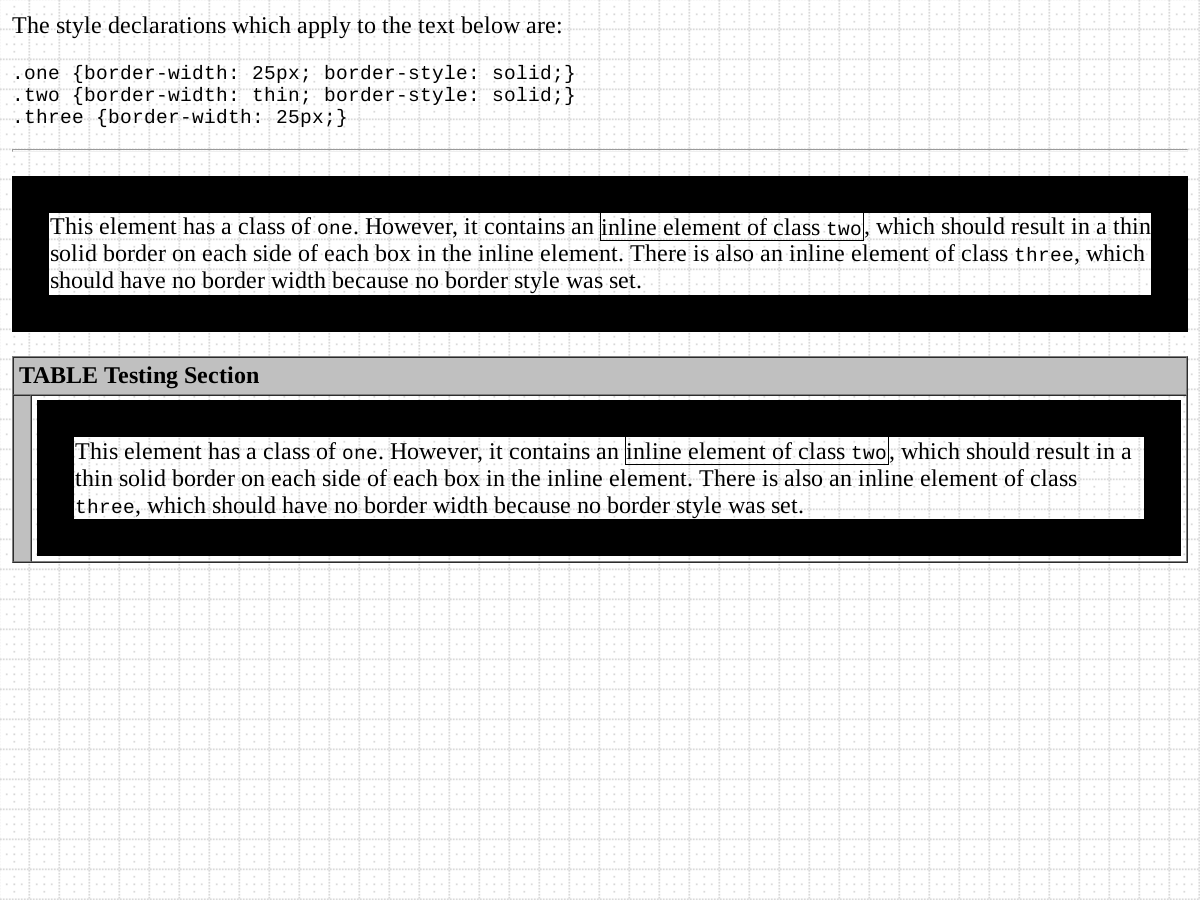 The style declarations which apply to the text below are:
.one {border-width: 25px; border-style: solid;}
.two {border-width: thin; border-style: solid;}
.three {border-width: 25px;}
This element has a class of one. However, it contains an inline element of class two, which should result in a thin
solid border on each side of each box in the inline element. There is also an inline element of class three, which
should have no border width because no border style was set.
TABLE Testing Section
This element has a class of one. However, it contains an inline element of class two, which should result in a
thin solid border on each side of each box in the inline element. There is also an inline element of class
three, which should have no border width because no border style was set.